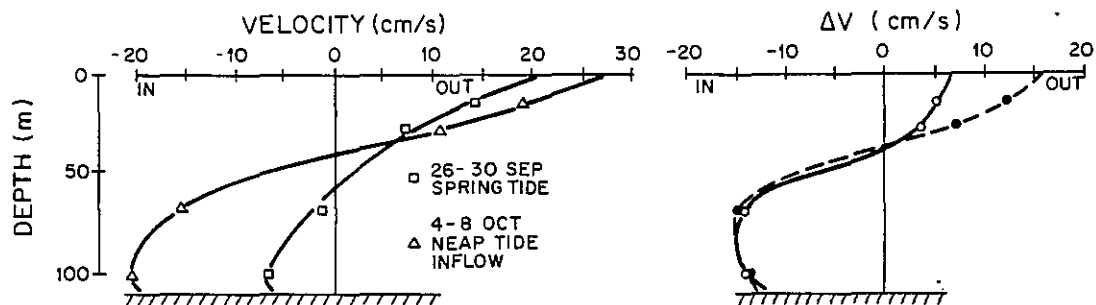 VELOCITY (cm/s)
-20 -10 0 10 20 30
IN OUT
DEPTH (m)
0
50
100
□ 26-30 SEP
SPRING TIDE
△ 4-8 OCT
NEAP TIDE
INFLOW
ΔV (cm/s)
-20 -10 0 10 20
IN OUT